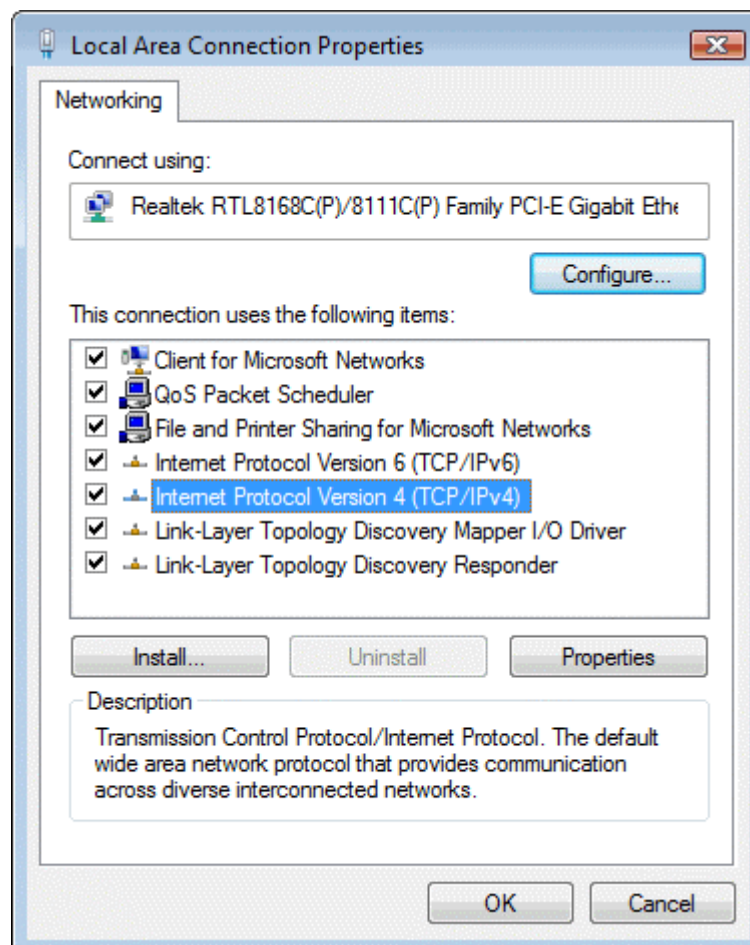 Local Area Connection Properties
Networking
Connect using:
Realtek RTL8168C(P)/8111C(P) Family PCI-E Gigabit Ethe
Configure...
This connection uses the following items:
Client for Microsoft Networks
QoS Packet Scheduler
File and Printer Sharing for Microsoft Networks
Internet Protocol Version 6 (TCP/IPv6)
Internet Protocol Version 4 (TCP/IPv4)
Link-Layer Topology Discovery Mapper I/O Driver
Link-Layer Topology Discovery Responder
Install... Uninstall Properties
Description
Transmission Control Protocol/Internet Protocol. The default
wide area network protocol that provides communication
across diverse interconnected networks.
OK Cancel